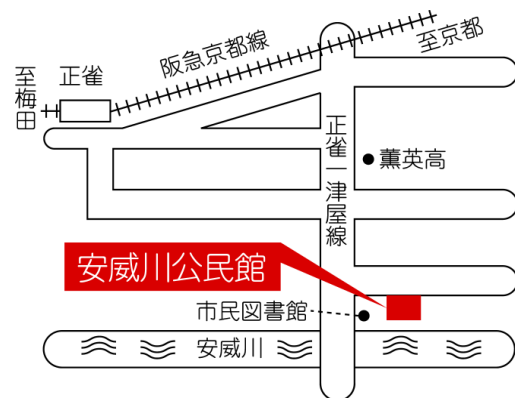 阪急京都線
至京都
正雀
至梅田
正雀一津屋線
薫英高
安威川公民館
市民図書館
安威川